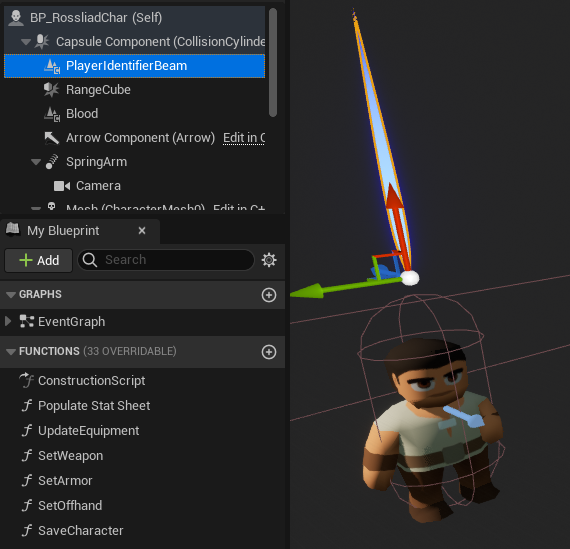 BP_RossliadChar (Self)
Capsule Component (CollisionCylinde
PlayerIdentifierBeam
RangeCube
Blood
Arrow Component (Arrow) Edit in C
SpringArm
Camera
Mesh (CharacterMesh0) Edit in C+
My Blueprint
Add
Search
GRAPHS
EventGraph
FUNCTIONS (33 OVERRIDABLE)
ConstructionScript
Populate Stat Sheet
UpdateEquipment
SetWeapon
SetArmor
SetOffhand
SaveCharacter